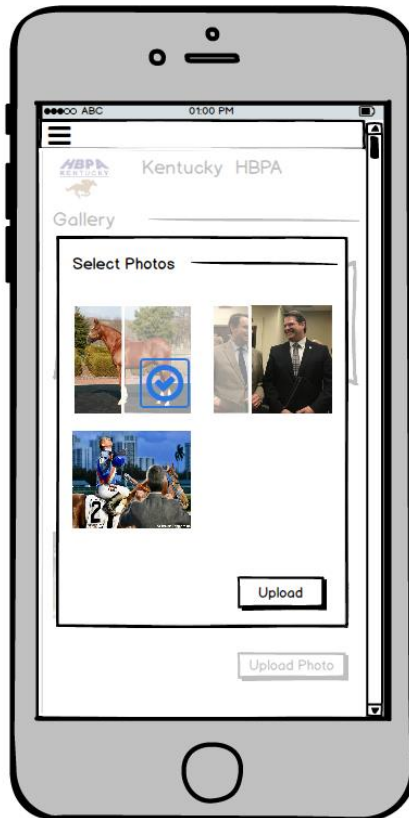 ABC 01:00 PM
HBPA
KENTUCKY
Kentucky HBPA
Gallery
Select Photos
2
Upload
Upload Photo